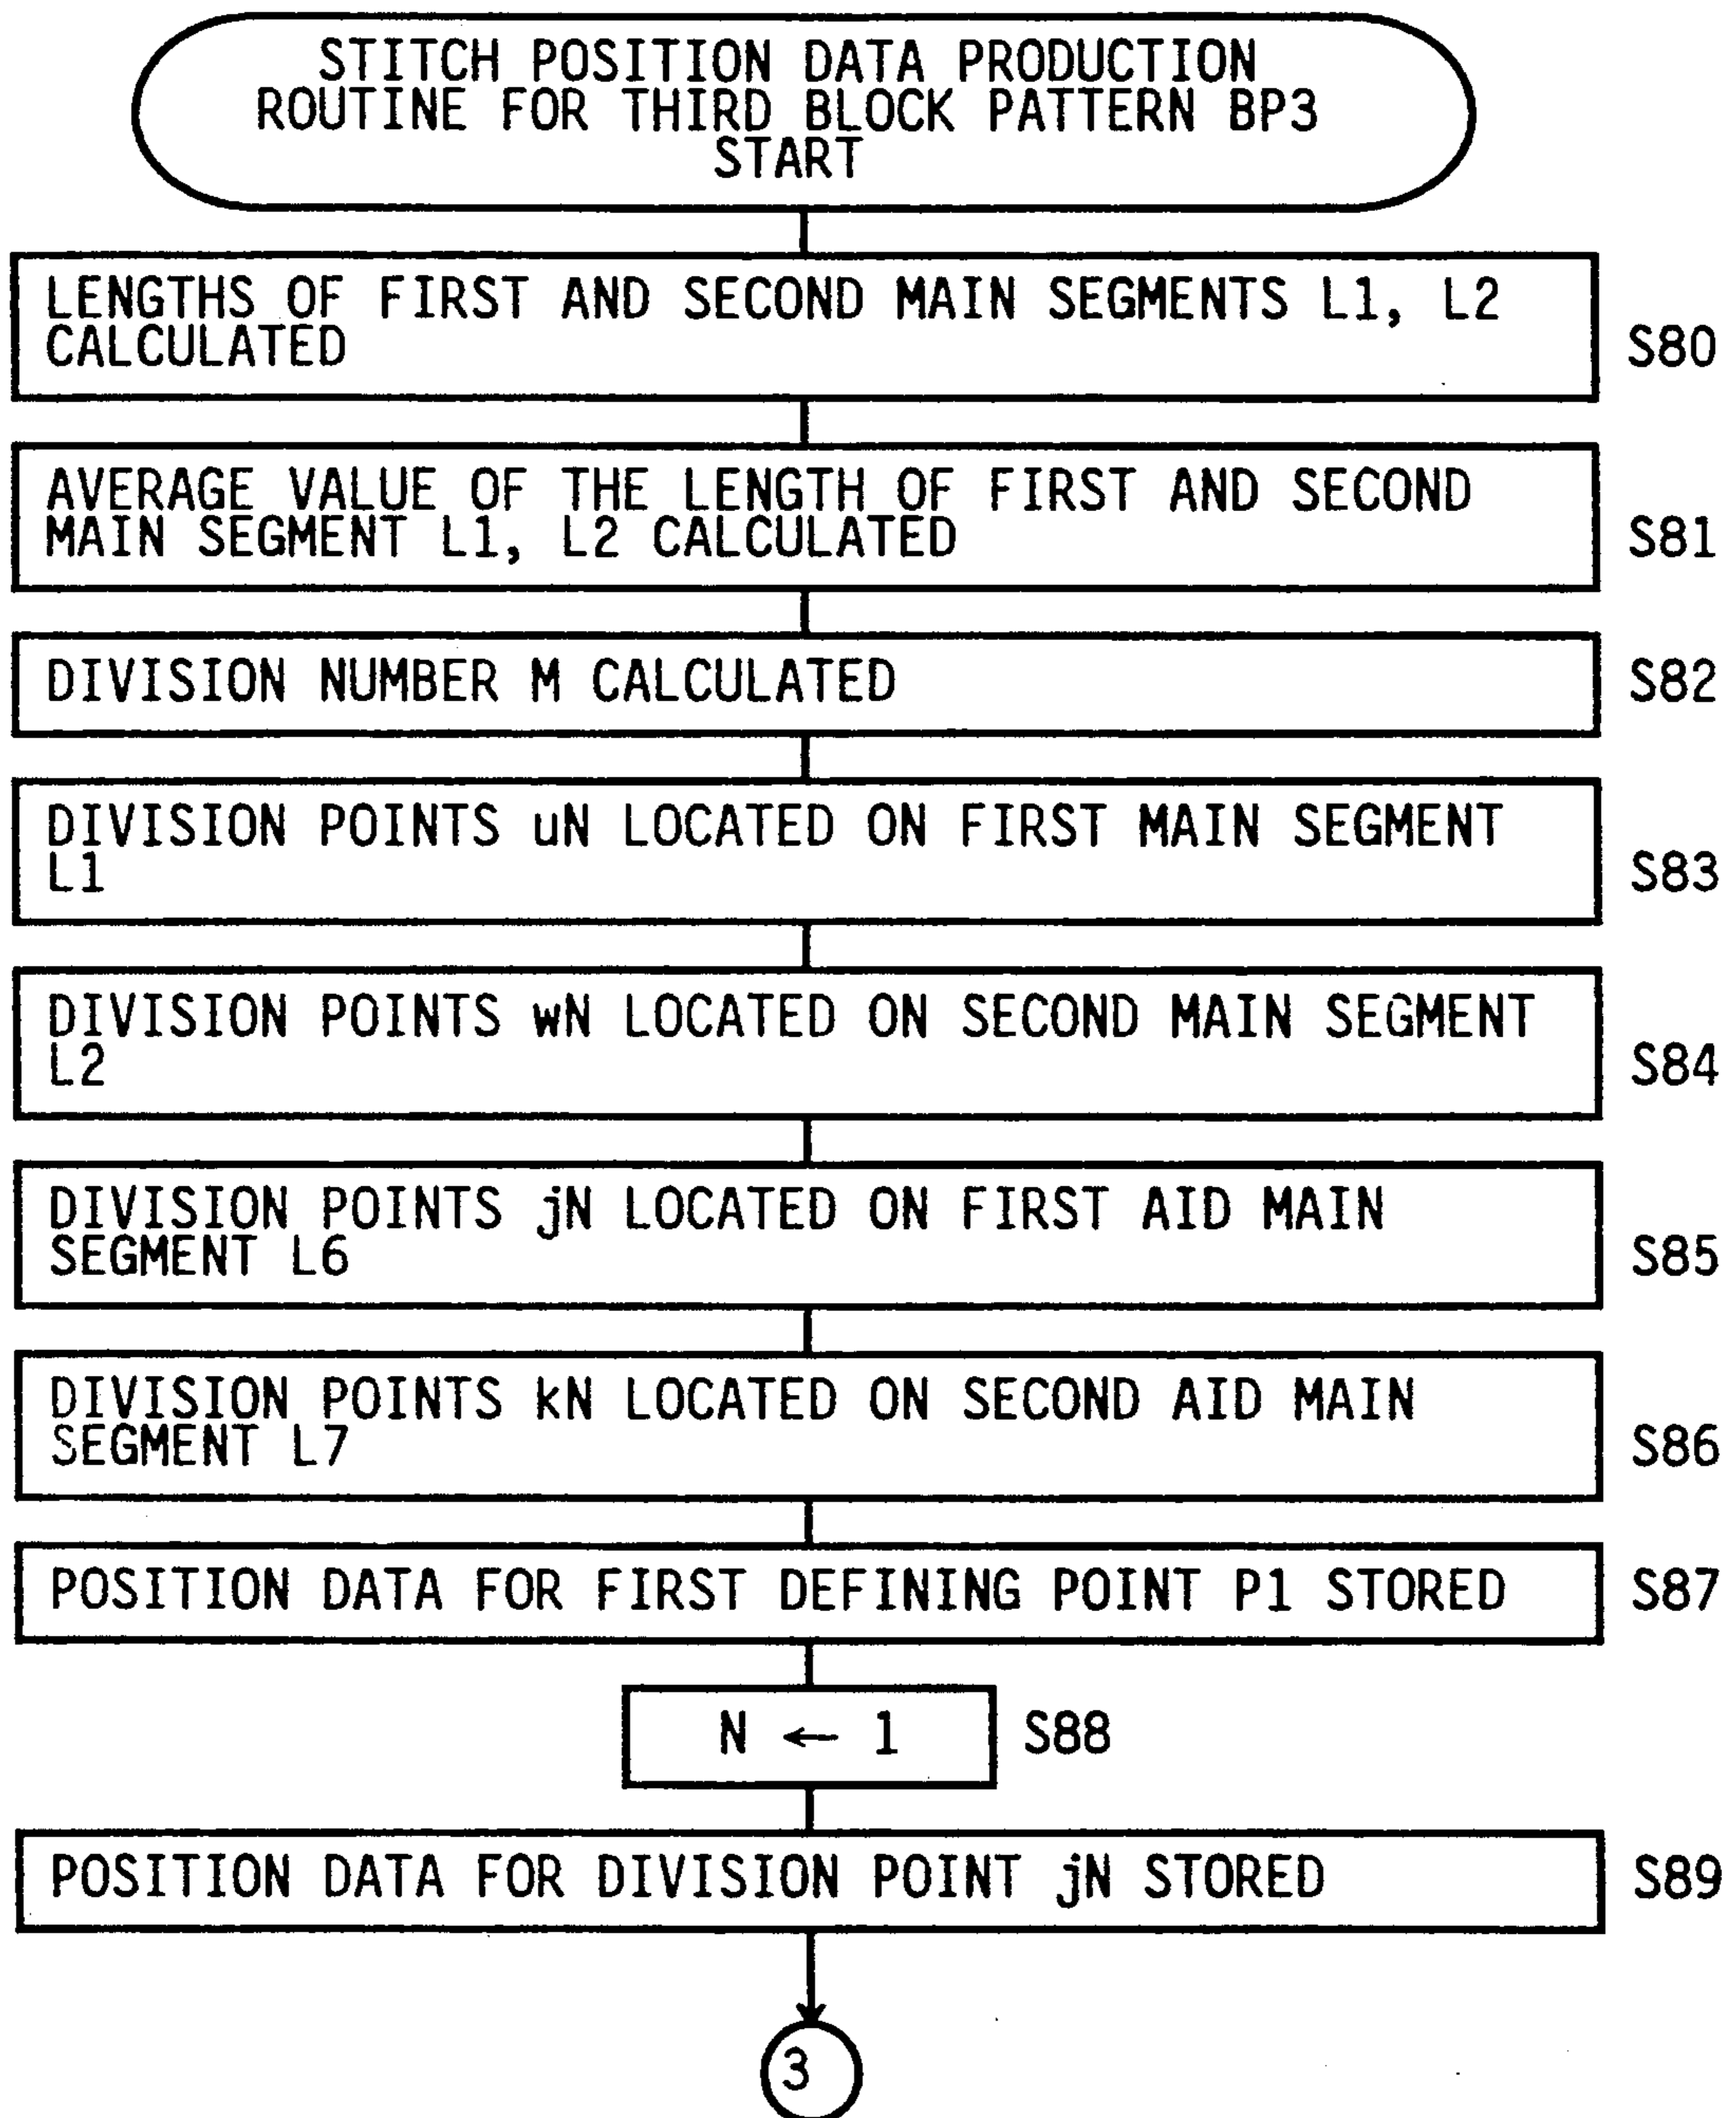 STITCH POSITION DATA PRODUCTION
ROUTINE FOR THIRD BLOCK PATTERN BP3
START
LENGTHS OF FIRST AND SECOND MAIN SEGMENTS L1, L2
CALCULATED
S80
AVERAGE VALUE OF THE LENGTH OF FIRST AND SECOND
MAIN SEGMENT L1, L2 CALCULATED
S81
DIVISION NUMBER M CALCULATED
S82
DIVISION POINTS uN LOCATED ON FIRST MAIN SEGMENT
L1
S83
DIVISION POINTS wN LOCATED ON SECOND MAIN SEGMENT
L2
S84
DIVISION POINTS jN LOCATED ON FIRST AID MAIN
SEGMENT L6
S85
DIVISION POINTS kN LOCATED ON SECOND AID MAIN
SEGMENT L7
S86
POSITION DATA FOR FIRST DEFINING POINT P1 STORED
S87
N ← 1
S88
POSITION DATA FOR DIVISION POINT jN STORED
S89
3